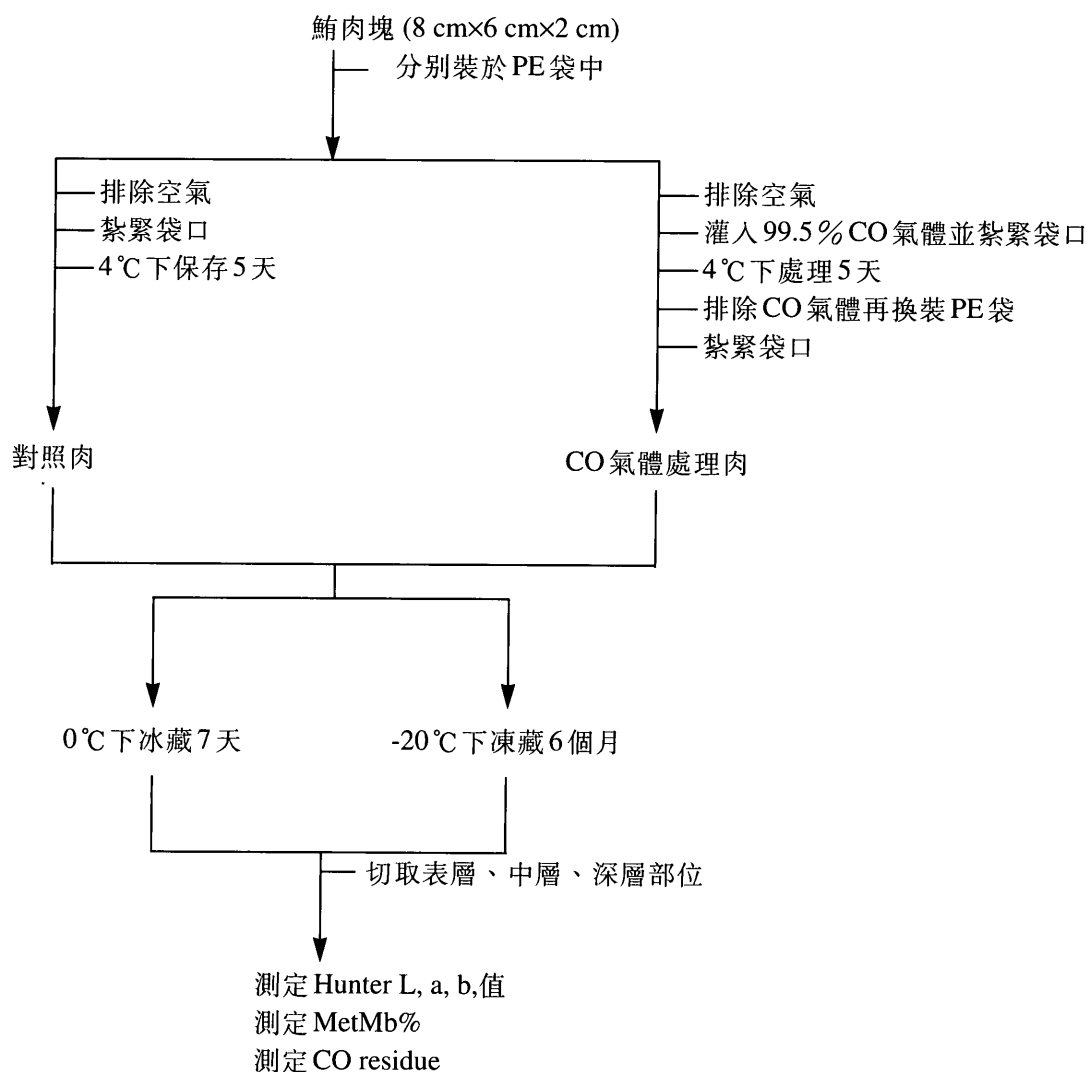 鮪肉塊 (8 cm×6 cm×2 cm)
分別裝於PE袋中
排除空氣
紮緊袋口
4℃下保存5天
排除空氣
灌入99.5%CO氣體並紮緊袋口
4℃下處理5天
排除CO氣體再換裝PE袋
紮緊袋口
對照肉
CO氣體處理肉
0℃下冰藏7天
-20℃下凍藏6個月
切取表層、中層、深層部位
測定Hunter L, a, b,值
測定MetMb%
測定CO residue